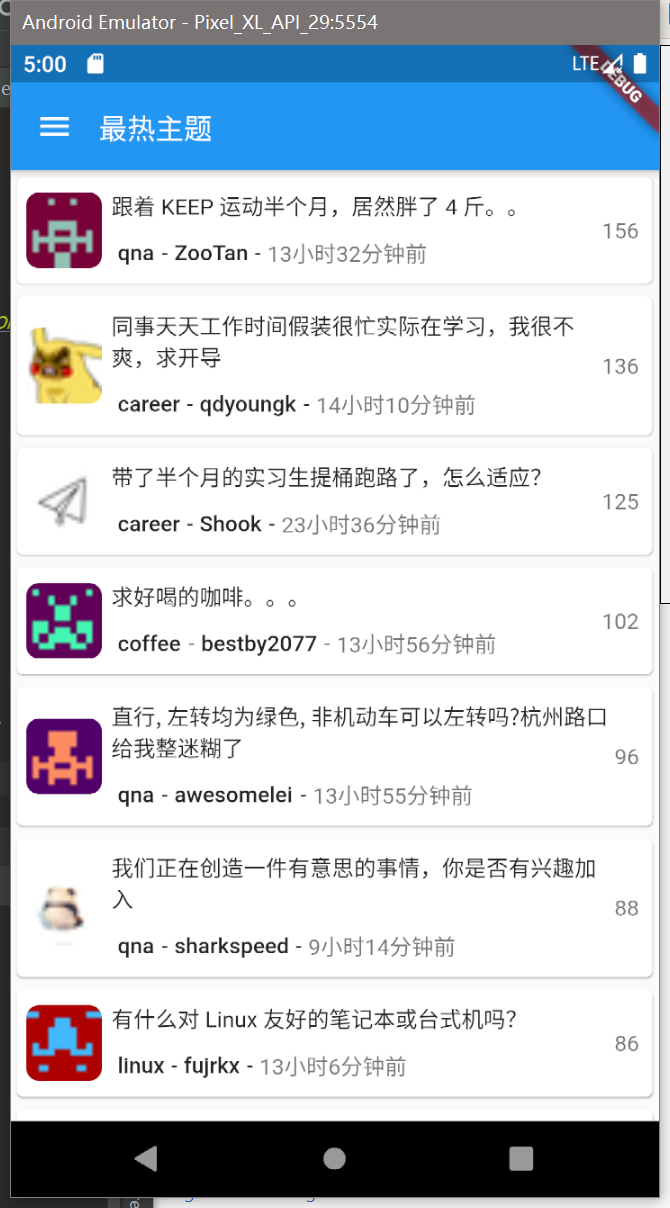 Android Emulator - Pixel_XL_API_29:5554
5:00
LTE
DEBUG
最热主题
跟着 KEEP 运动半个月，居然胖了 4 斤。。
156
qna - ZooTan - 13小时32分钟前
同事天天工作时间假装很忙实际在学习，我很不
爽，求开导
136
career - qdyoungk - 14小时10分钟前
带了半个月的实习生提桶跑路了，怎么适应？
125
career - Shook - 23小时36分钟前
求好喝的咖啡。。。
102
coffee - bestby2077 - 13小时56分钟前
直行, 左转均为绿色, 非机动车可以左转吗?杭州路口
给我整迷糊了
96
qna - awesomelei - 13小时55分钟前
我们正在创造一件有意思的事情，你是否有兴趣加
入
88
qna - sharkspeed - 9小时14分钟前
有什么对 Linux 友好的笔记本或台式机吗？
86
linux - fujrkx - 13小时6分钟前